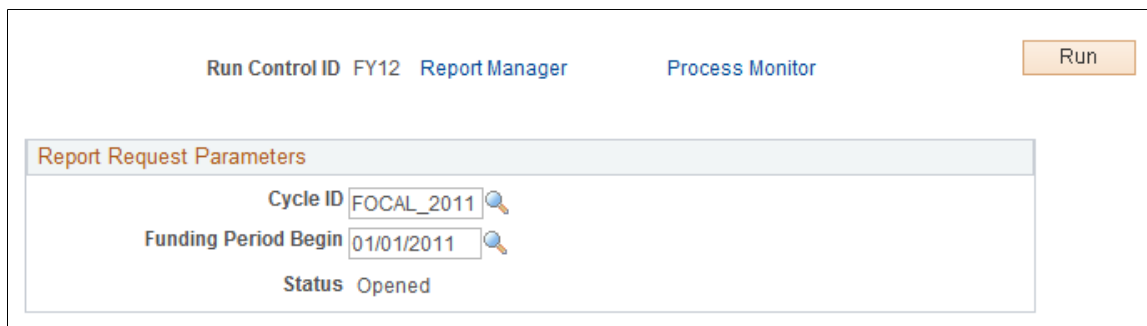 Run Control ID FY12 Report Manager Process Monitor Run
Report Request Parameters
Cycle ID FOCAL_2011
Funding Period Begin 01/01/2011
Status Opened